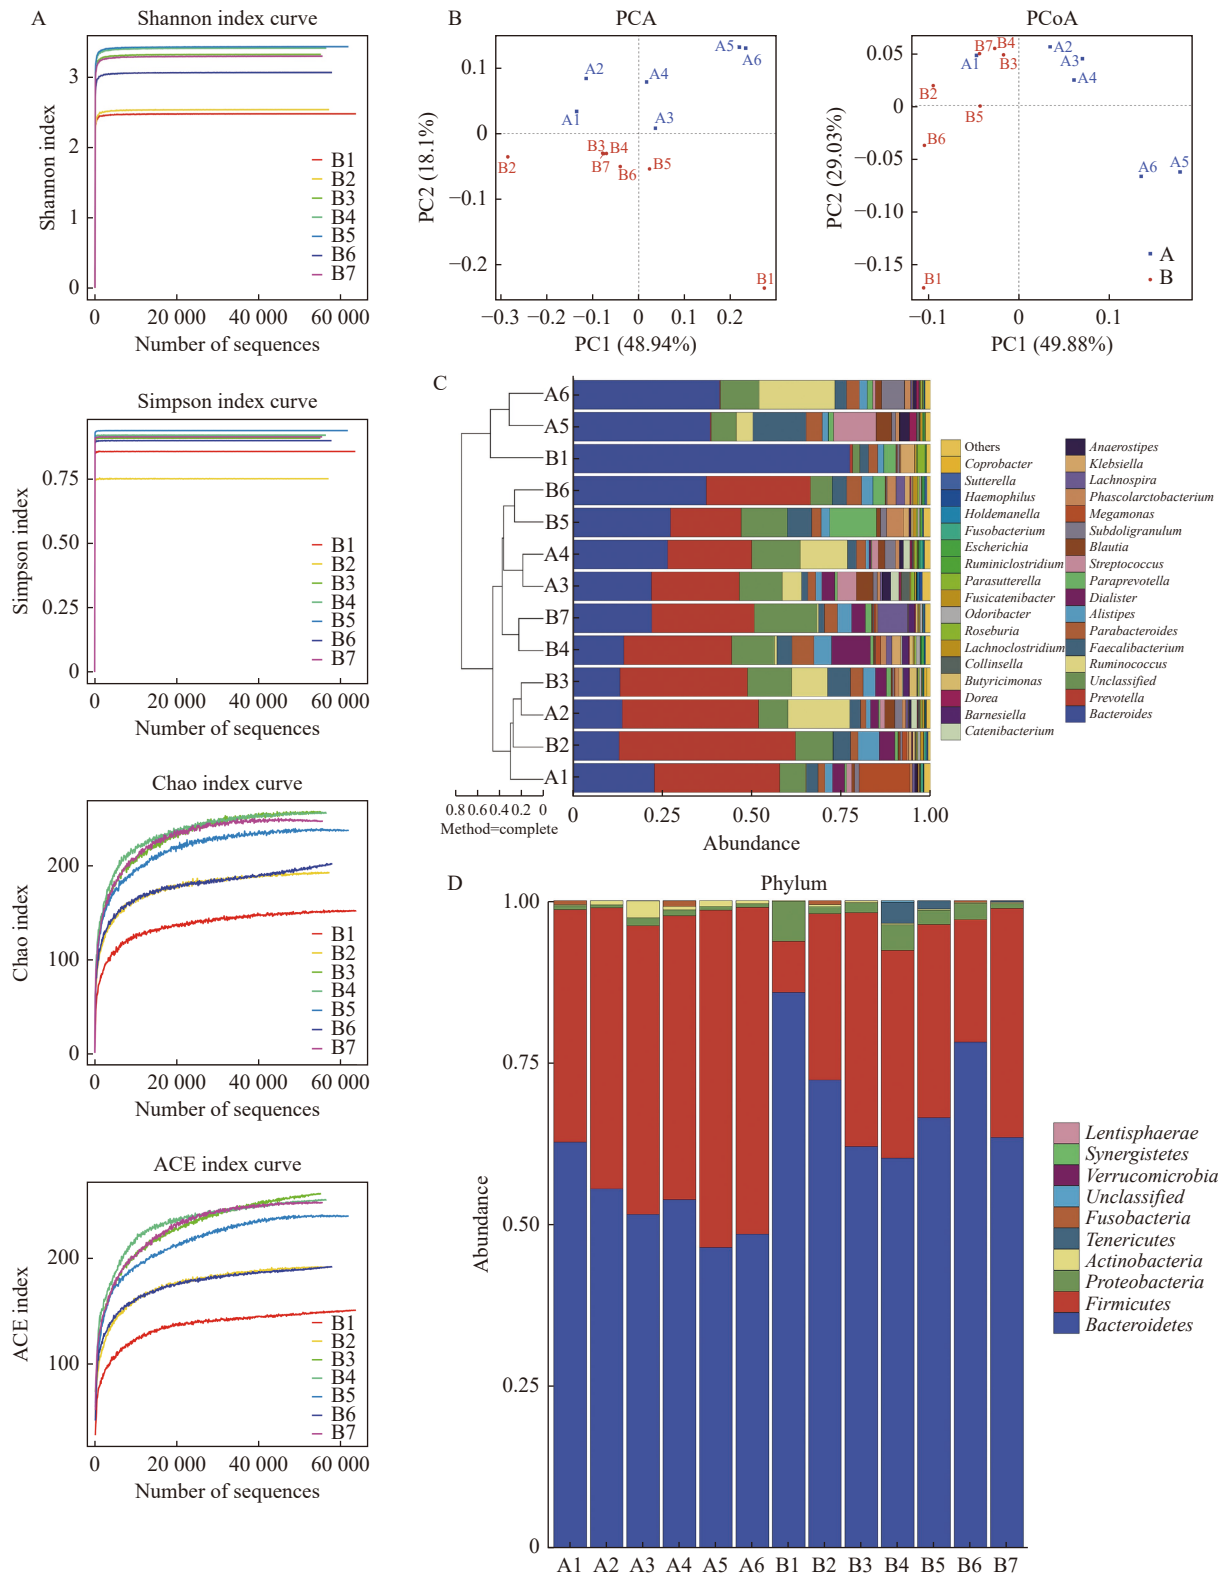 A
Shannon index curve
Shannon index
3
2
1
0
B1
B2
B3
B4
B5
B6
B7
0 20 000 40 000 60 000
Number of sequences
Simpson index curve
Simpson index
0.75
0.50
0.25
0
B1
B2
B3
B4
B5
B6
B7
0 20 000 40 000 60 000
Number of sequences
Chao index curve
Chao index
200
100
0
B1
B2
B3
B4
B5
B6
B7
0 20 000 40 000 60 000
Number of sequences
ACE index curve
ACE index
200
100
B1
B2
B3
B4
B5
B6
B7
0 20 000 40 000 60 000
Number of sequences
B
PCA
PC2 (18.1%)
0.1
0
−0.1
−0.2
A5
A6
A2
A4
A1
A3
B3
B4
B2
B7
B6
B5
B1
−0.3 −0.2 −0.1 0 0.1 0.2
PC1 (48.94%)
PCoA
PC2 (29.03%)
0.05
0
−0.05
−0.10
−0.15
B7
B4
A2
A1
B3
A3
A4
B2
B5
B6
A6
A5
B1
A
B
−0.1 0 0.1
PC1 (49.88%)
C
A6
A5
B1
B6
B5
A4
A3
B7
B4
B3
A2
B2
A1
0.8 0.6 0.4 0.2 0
Method=complete
0 0.25 0.50 0.75 1.00
Abundance
Others
Coprobacter
Sutterella
Haemophilus
Holdemanella
Fusobacterium
Escherichia
Ruminiclostridium
Parasutterella
Fusicatenibacter
Odoribacter
Roseburia
Lachnoclostridium
Collinsella
Butyricimonas
Dorea
Barnesiella
Catenibacterium
Anaerostipes
Klebsiella
Lachnospira
Phascolarctobacterium
Megamonas
Subdoligranulum
Blautia
Streptococcus
Paraprevotella
Dialister
Alistipes
Parabacteroides
Faecalibacterium
Ruminococcus
Unclassified
Prevotella
Bacteroides
D
Phylum
Abundance
1.00
0.75
0.50
0.25
0
A1 A2 A3 A4 A5 A6 B1 B2 B3 B4 B5 B6 B7
Lentisphaerae
Synergistetes
Verrucomicrobia
Unclassified
Fusobacteria
Tenericutes
Actinobacteria
Proteobacteria
Firmicutes
Bacteroidetes